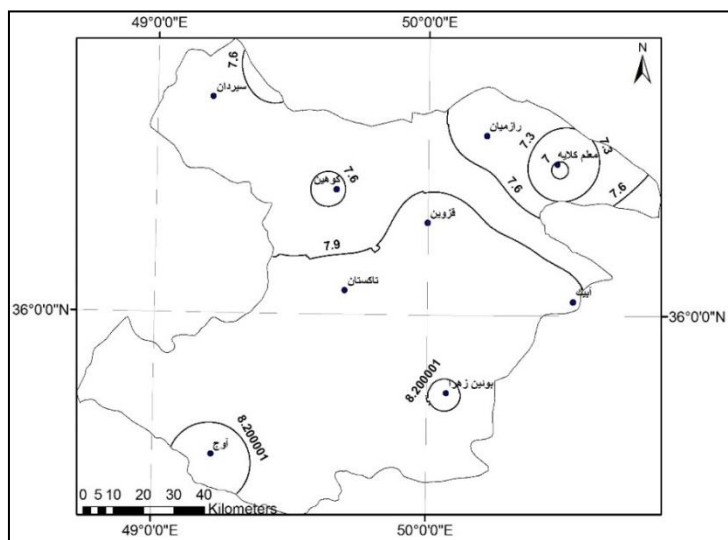 49°0'0"E 50°0'0"E
N
7.6
سیردان
رازمیان
7.3
7.3
معلم کلایه
7
7.6
کوهین
7.6
7.6
قزوین
7.9
تاکستان
آبیک
36°0'0"N 36°0'0"N
بوئین زهرا
8.200001
8.200001
آوج
0 5 10 20 30 40
Kilometers
49°0'0"E 50°0'0"E